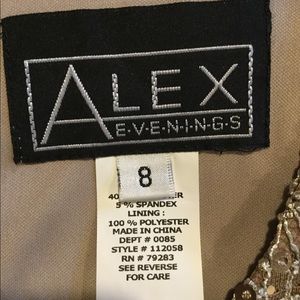 ALEX
E·V·E·N·I·N·G·S
8
5 % SPANDEX
LINING :
100 % POLYESTER
MADE IN CHINA
DEPT # 0085
STYLE # 112058
RN # 79283
SEE REVERSE
FOR CARE